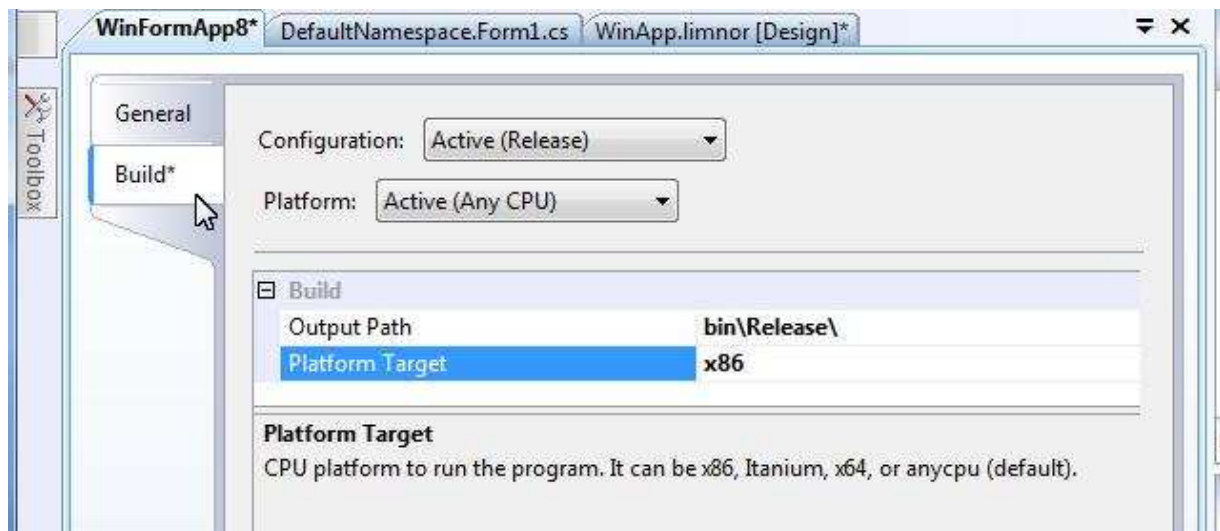 WinFormApp8* DefaultNamespace.Form1.cs WinApp.limnor [Design]*
Toolbox
General
Build*
Configuration: Active (Release)
Platform: Active (Any CPU)
Build
Output Path bin\Release\
Platform Target x86
Platform Target
CPU platform to run the program. It can be x86, Itanium, x64, or anycpu (default).